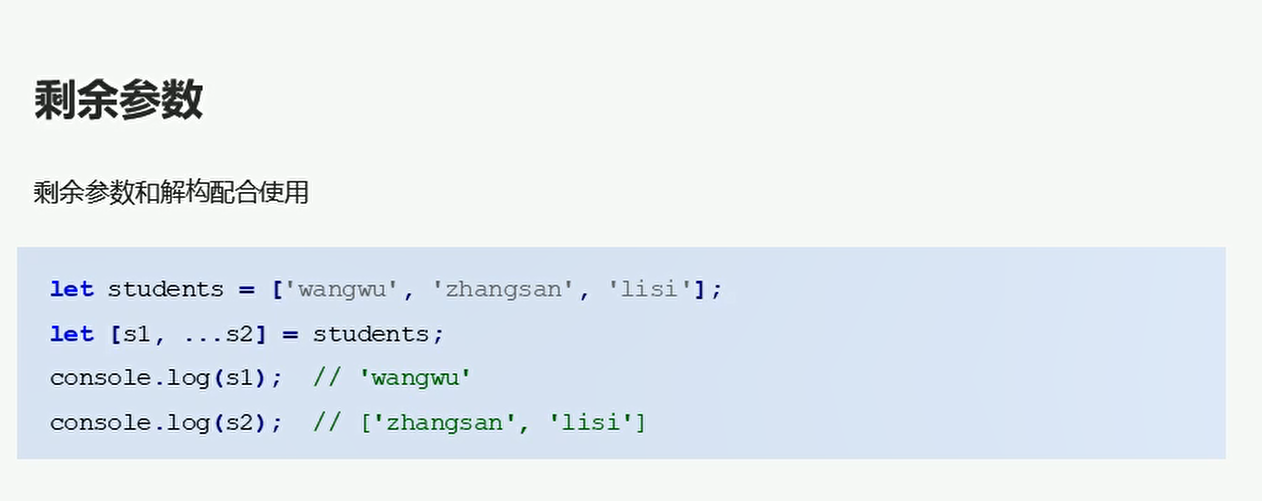 剩余参数
剩余参数和解构配合使用
let students = ['wangwu', 'zhangsan', 'lisi'];
let [s1, ...s2] = students;
console.log(s1);  // 'wangwu'
console.log(s2);  // ['zhangsan', 'lisi']